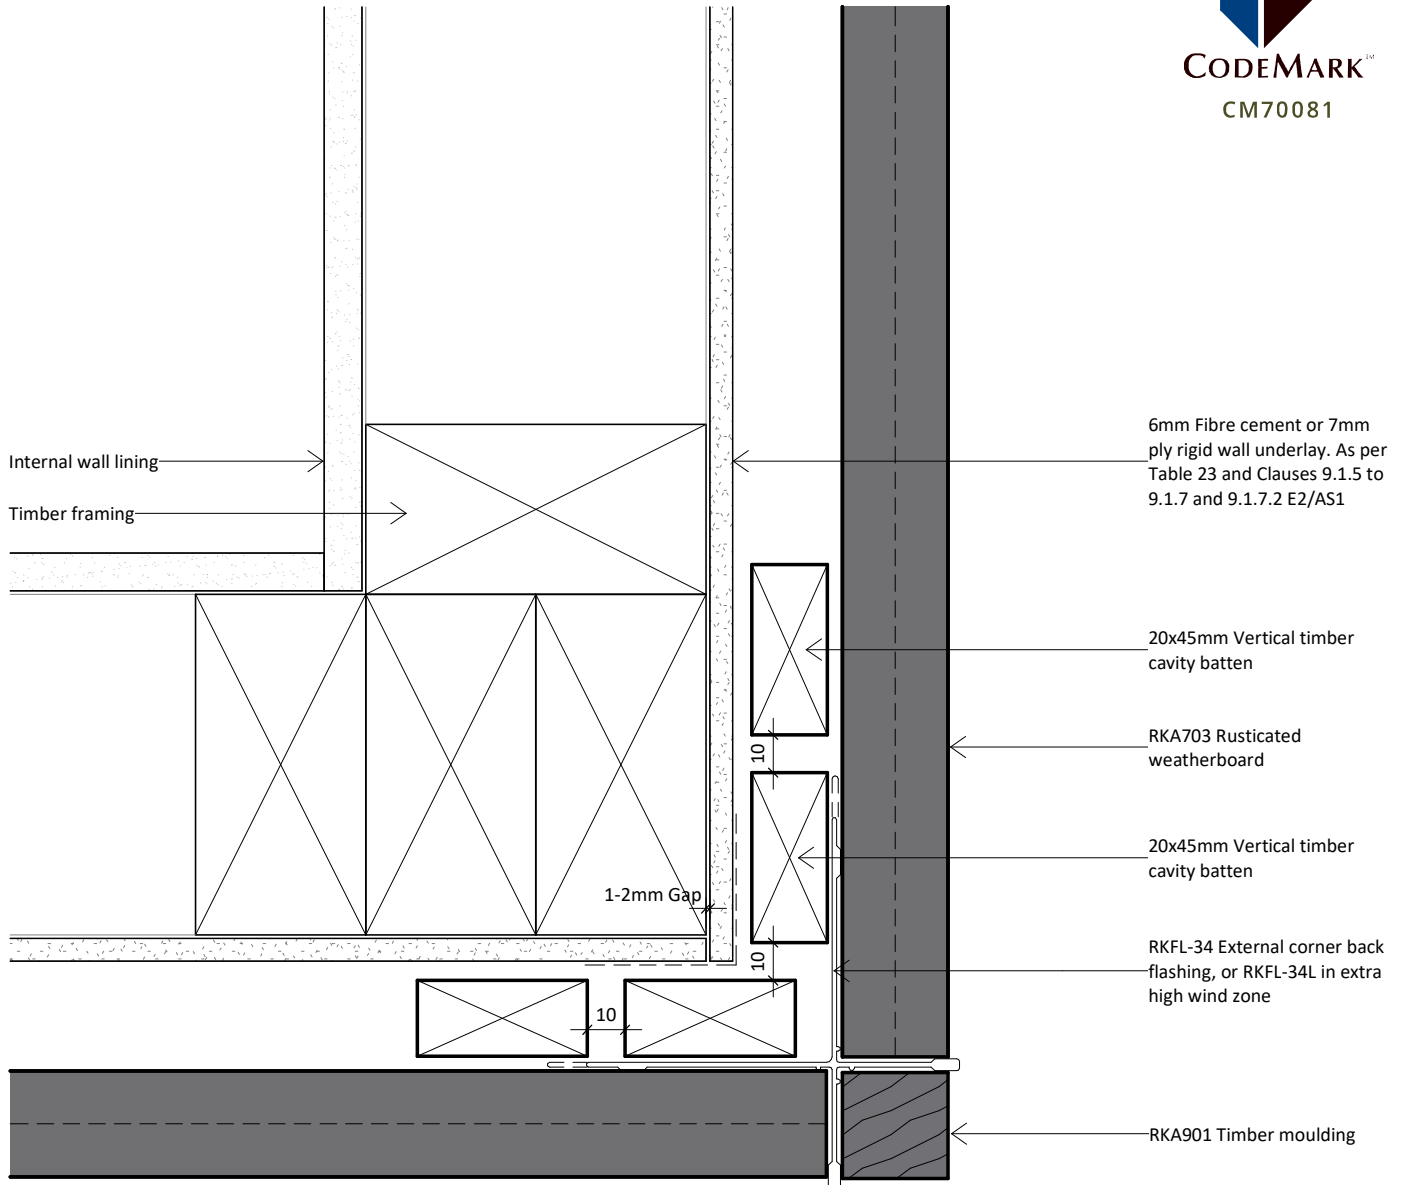 CODEMARK™
CM70081
6mm Fibre cement or 7mm
ply rigid wall underlay. As per
Table 23 and Clauses 9.1.5 to
9.1.7 and 9.1.7.2 E2/AS1
Internal wall lining
Timber framing
20x45mm Vertical timber
cavity batten
10
RKA703 Rusticated
weatherboard
20x45mm Vertical timber
cavity batten
1-2mm Gap
10
RKFL-34 External corner back
flashing, or RKFL-34L in extra
high wind zone
10
RKA901 Timber moulding